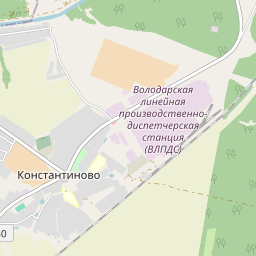 Володарская
линейная
производственно-
диспетчерская
станция
(ВЛПДС)
Константиново